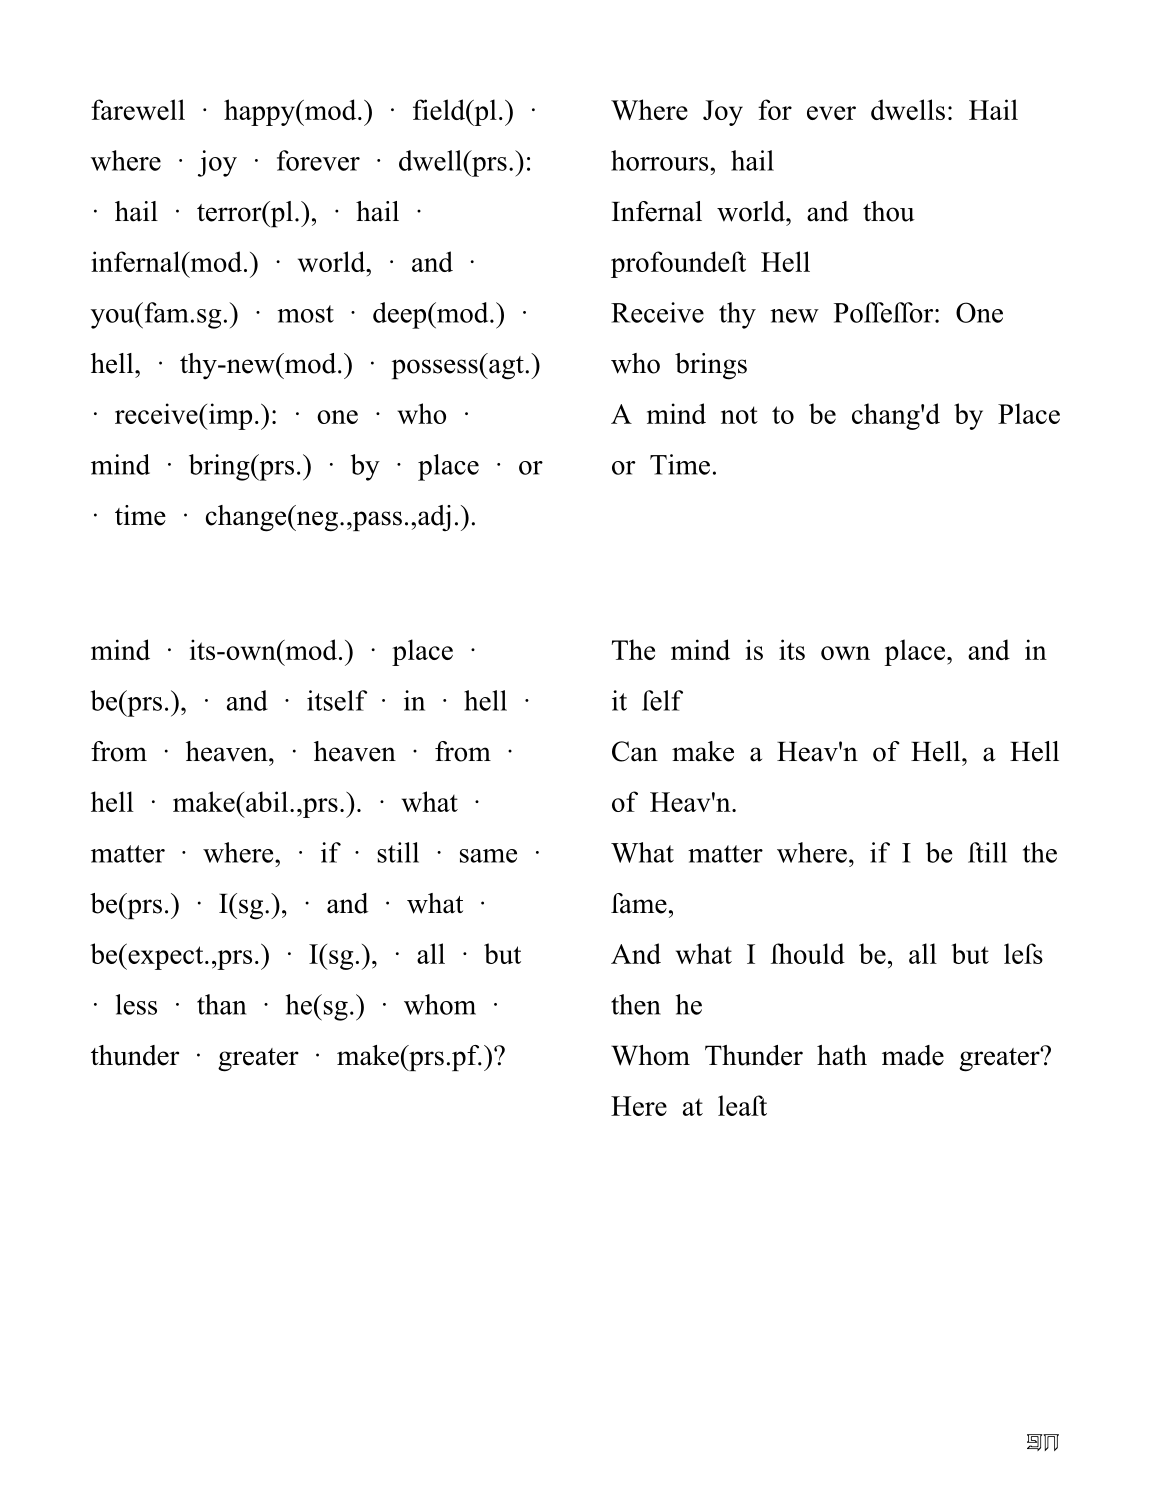 farewell · happy(mod.) · field(pl.) ·
where · joy · forever · dwell(prs.):
· hail · terror(pl.), · hail ·
infernal(mod.) · world, · and ·
you(fam.sg.) · most · deep(mod.) ·
hell, · thy-new(mod.) · possess(agt.)
· receive(imp.): · one · who ·
mind · bring(prs.) · by · place · or
· time · change(neg.,pass.,adj.).
Where Joy for ever dwells: Hail
horrours, hail
Infernal world, and thou
profoundeſt Hell
Receive thy new Poſſeſſor: One
who brings
A mind not to be chang'd by Place
or Time.
mind · its-own(mod.) · place ·
be(prs.), · and · itself · in · hell ·
from · heaven, · heaven · from ·
hell · make(abil.,prs.). · what ·
matter · where, · if · still · same ·
be(prs.) · I(sg.), · and · what ·
be(expect.,prs.) · I(sg.), · all · but
· less · than · he(sg.) · whom ·
thunder · greater · make(prs.pf.)?
The mind is its own place, and in
it ſelf
Can make a Heav'n of Hell, a Hell
of Heav'n.
What matter where, if I be ſtill the
ſame,
And what I ſhould be, all but leſs
then he
Whom Thunder hath made greater?
Here at leaſt